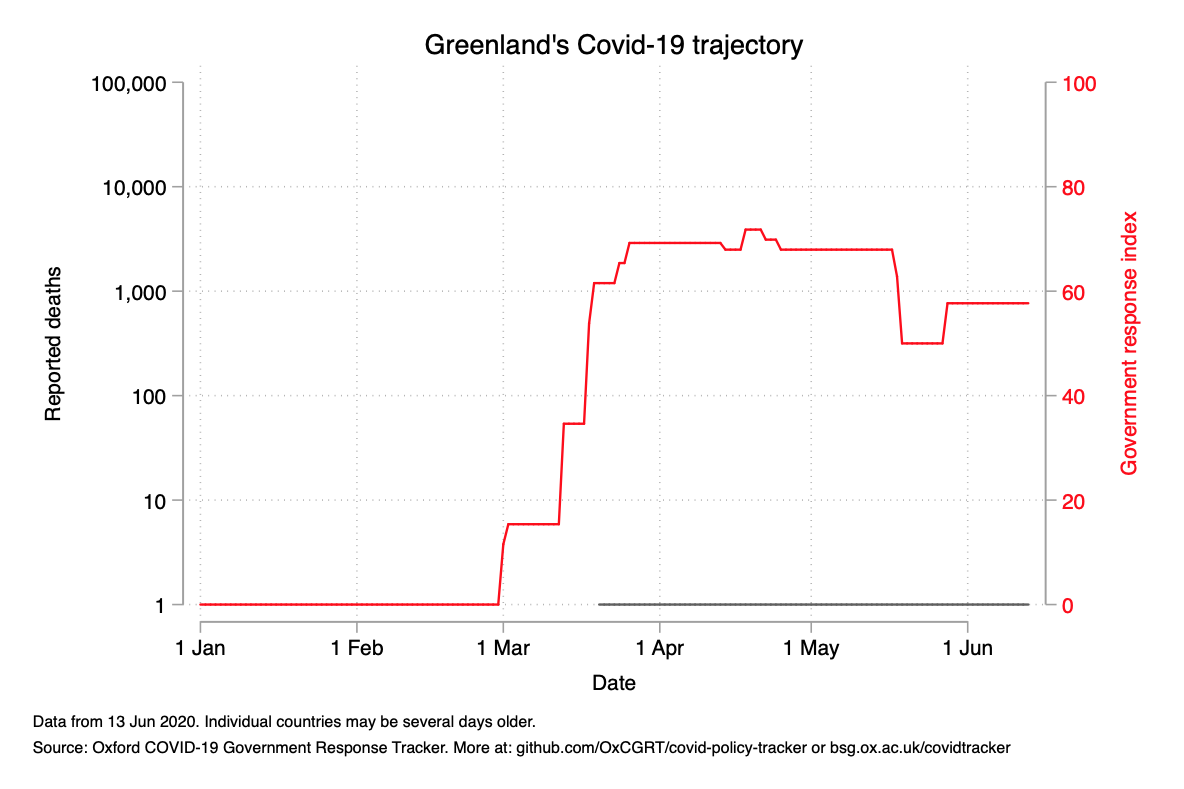 Greenland's Covid-19 trajectory
100,000
10,000
1,000
100
10
1
Reported deaths
100
80
60
40
20
0
Government response index
1 Jan
1 Feb
1 Mar
1 Apr
1 May
1 Jun
Date
Data from 13 Jun 2020. Individual countries may be several days older.
Source: Oxford COVID-19 Government Response Tracker. More at: github.com/OxCGRT/covid-policy-tracker or bsg.ox.ac.uk/covidtracker